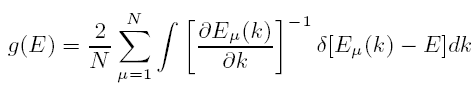 g(E) = \frac{2}{N} \sum_{\mu=1}^{N} \int \left[ \frac{\partial E_{\mu}(k)}{\partial k} \right]^{-1} \delta[E_{\mu}(k) - E] dk